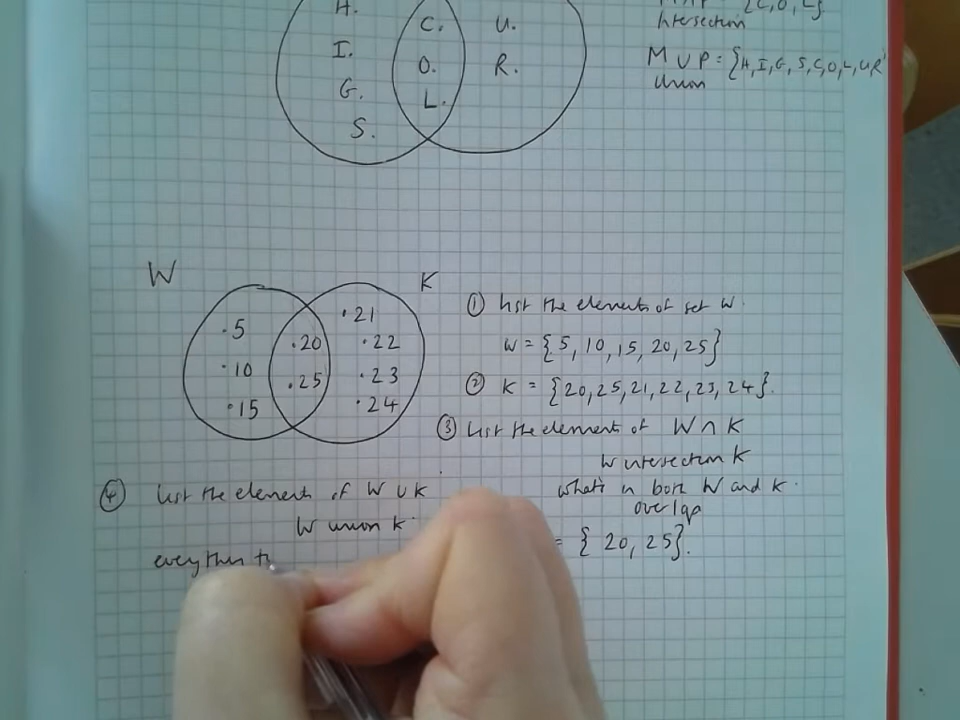 H.
I.
G.
S.
C.
O.
L.
U.
R.
Intersection
M ∪ P = {H, I, G, S, C, O, L, U, R
Union
W
K
.5
.10
.15
.20
.25
.21
.22
.23
.24
① List the elements of set W.
W = {5, 10, 15, 20, 25}
② K = {20, 25, 21, 22, 23, 24}.
③ List the elements of W ∩ K
W intersection K
what's in both W and K.
overlap
= {20, 25}.
④ List the elements of W ∪ K
W union K.